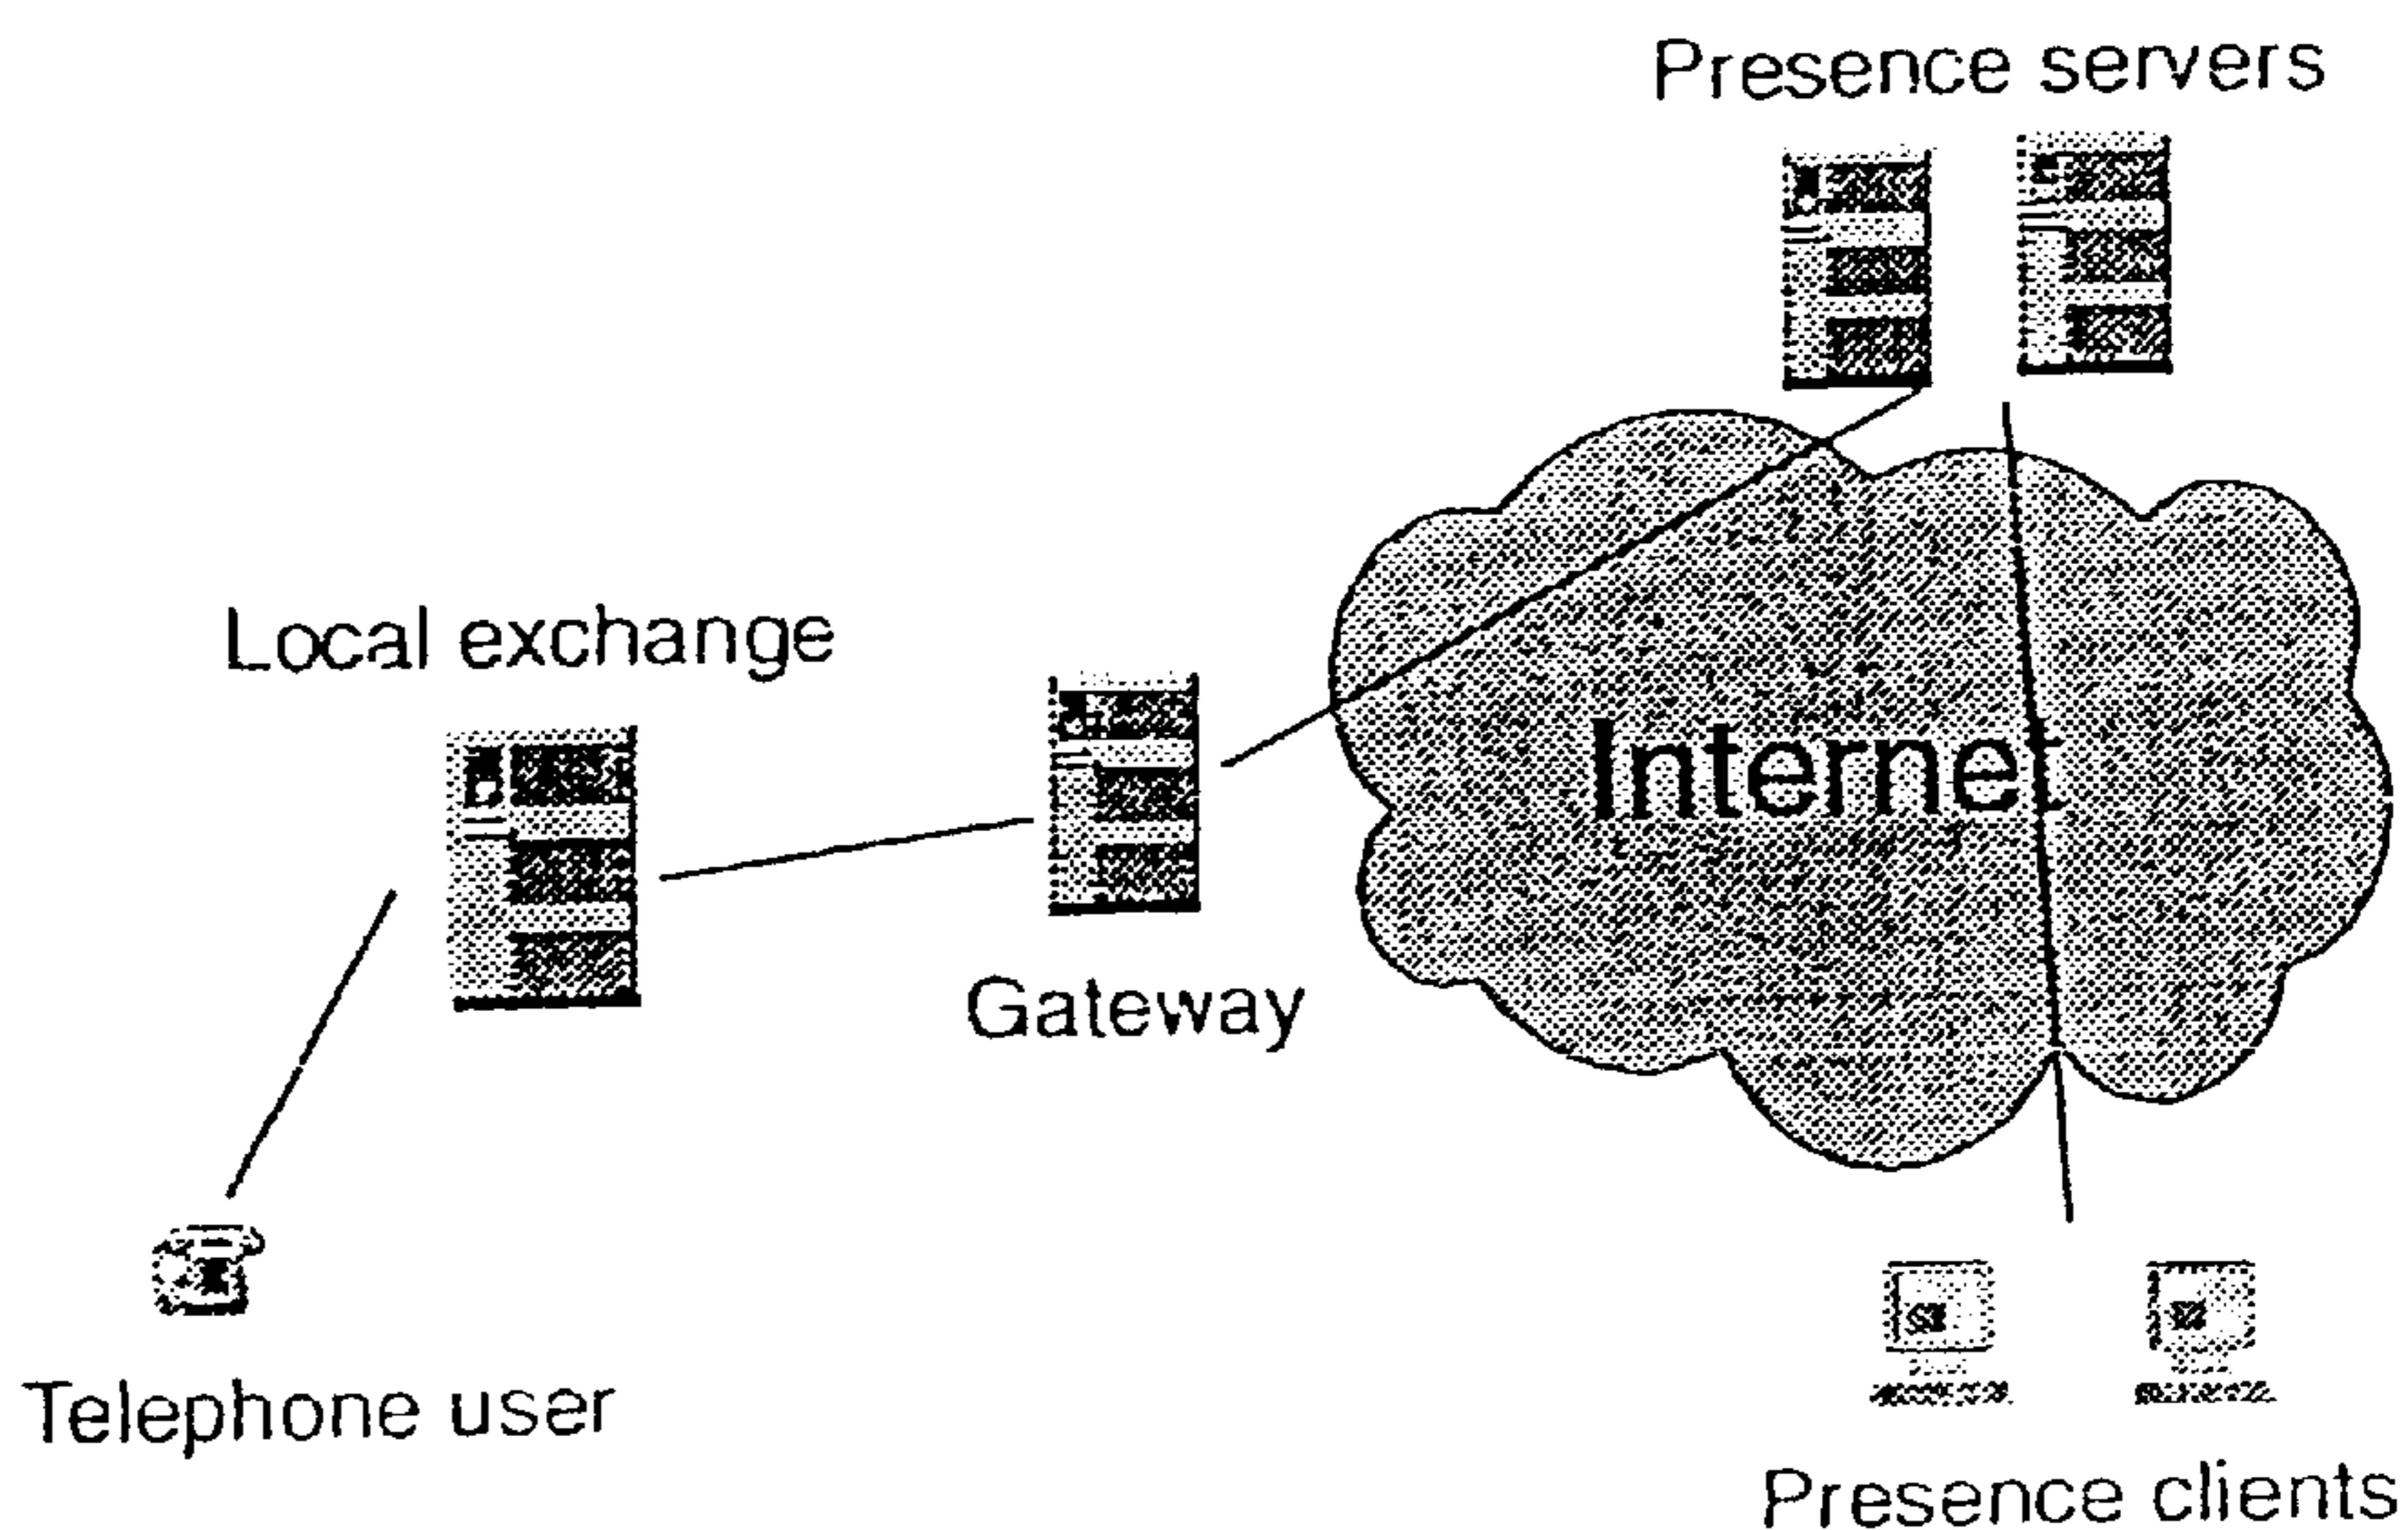 Presence servers
Local exchange
Internet
Gateway
Telephone user
Presence clients